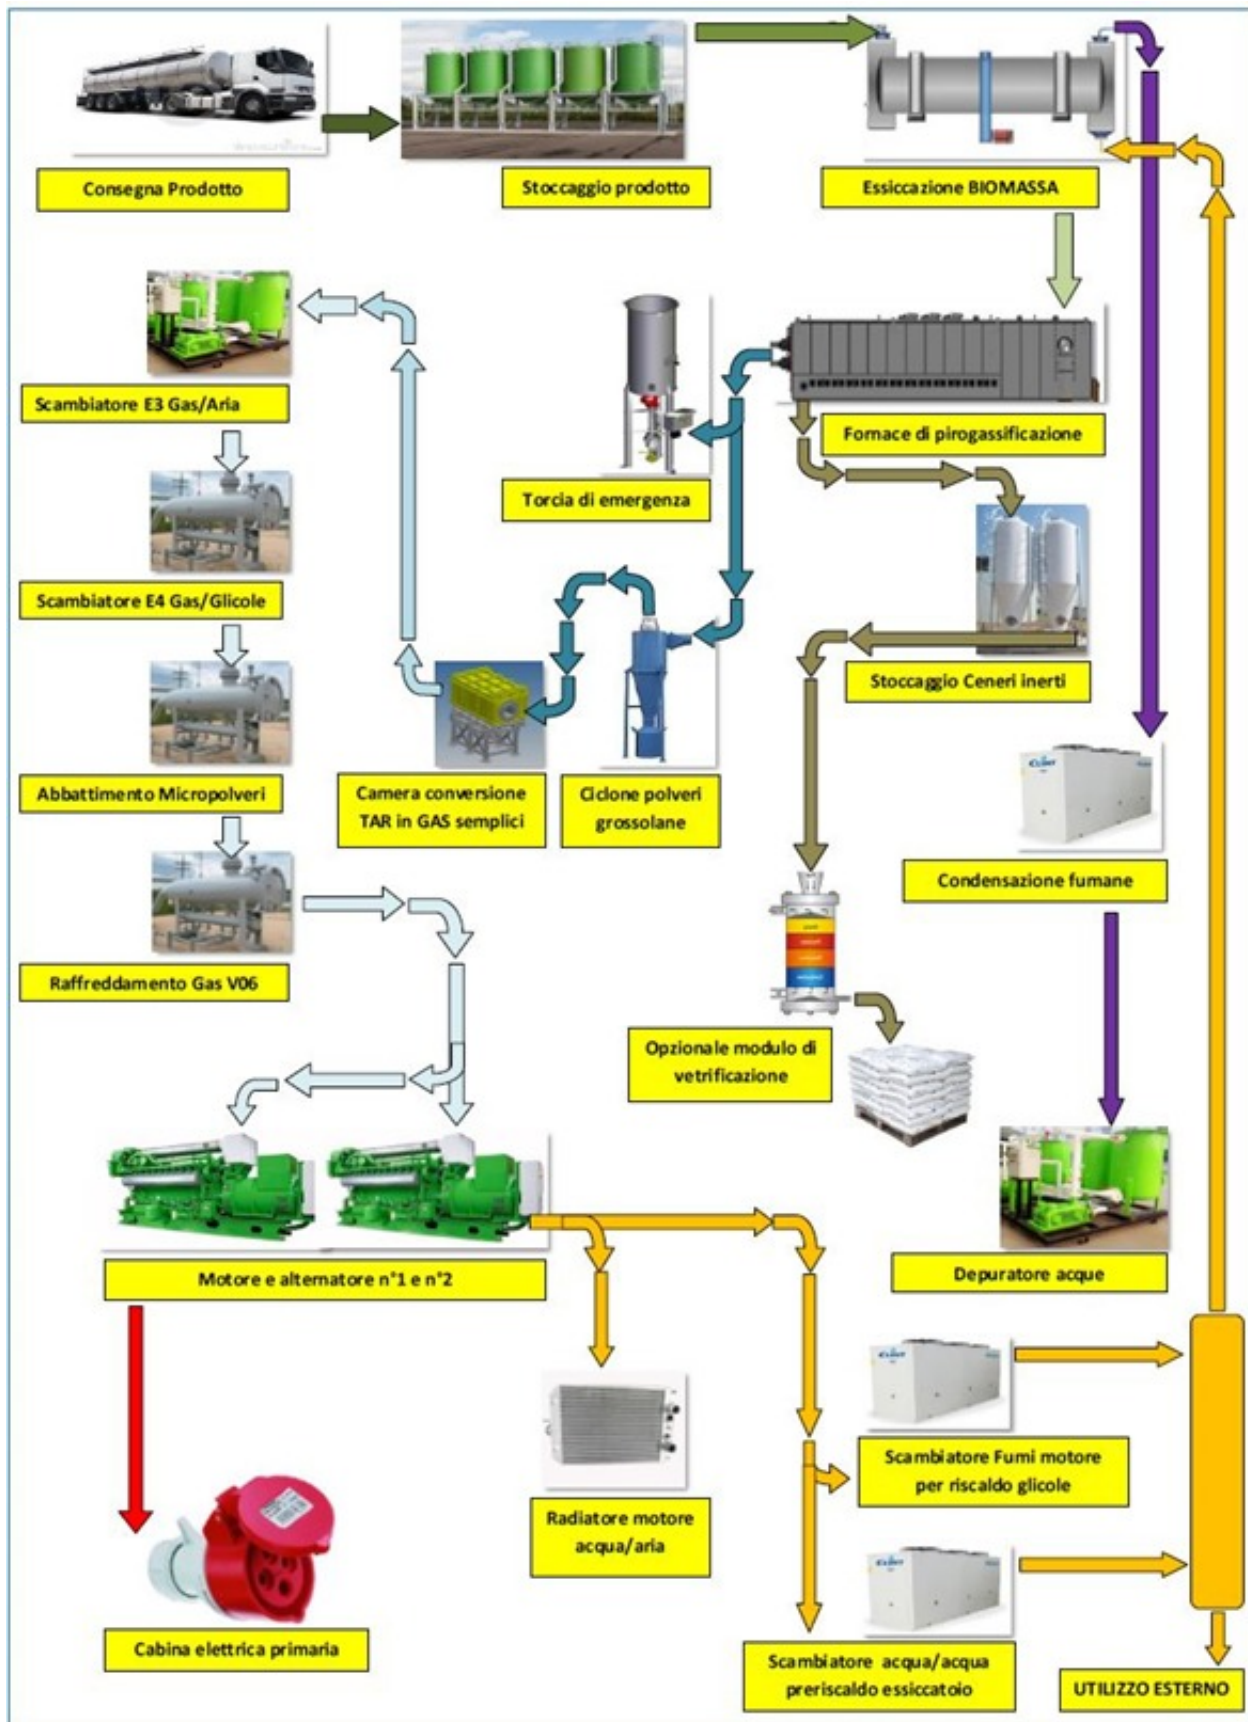 Consegna Prodotto
Stoccaggio prodotto
Essiccazione BIOMASSA
Scambiatore E3 Gas/Aria
Torcia di emergenza
Fornace di pirogassificazione
Scambiatore E4 Gas/Glicole
Stoccaggio Ceneri inerti
Abbattimento Micropolveri
Camera conversione
TAR in GAS semplici
Ciclone polveri
grossolane
Condensazione fumane
Raffreddamento Gas V06
Opzionale modulo di
vetrificazione
Motore e alternatore n°1 e n°2
Depuratore acque
Scambiatore Fumi motore
per riscaldo glicole
Radiatore motore
acqua/aria
Cabina elettrica primaria
Scambiatore acqua/acqua
preriscaldo essiccatoio
UTILIZZO ESTERNO